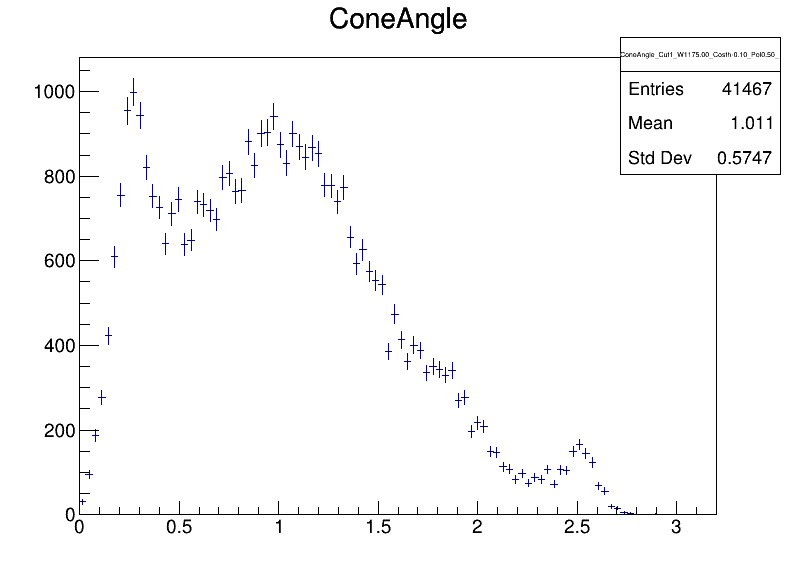 ConeAngle
ConeAngle_Cut1_W1175.00_Costh-0.10_Pol0.50_
Entries 41467
Mean 1.011
Std Dev 0.5747
1000
800
600
400
200
0
0 0.5 1 1.5 2 2.5 3